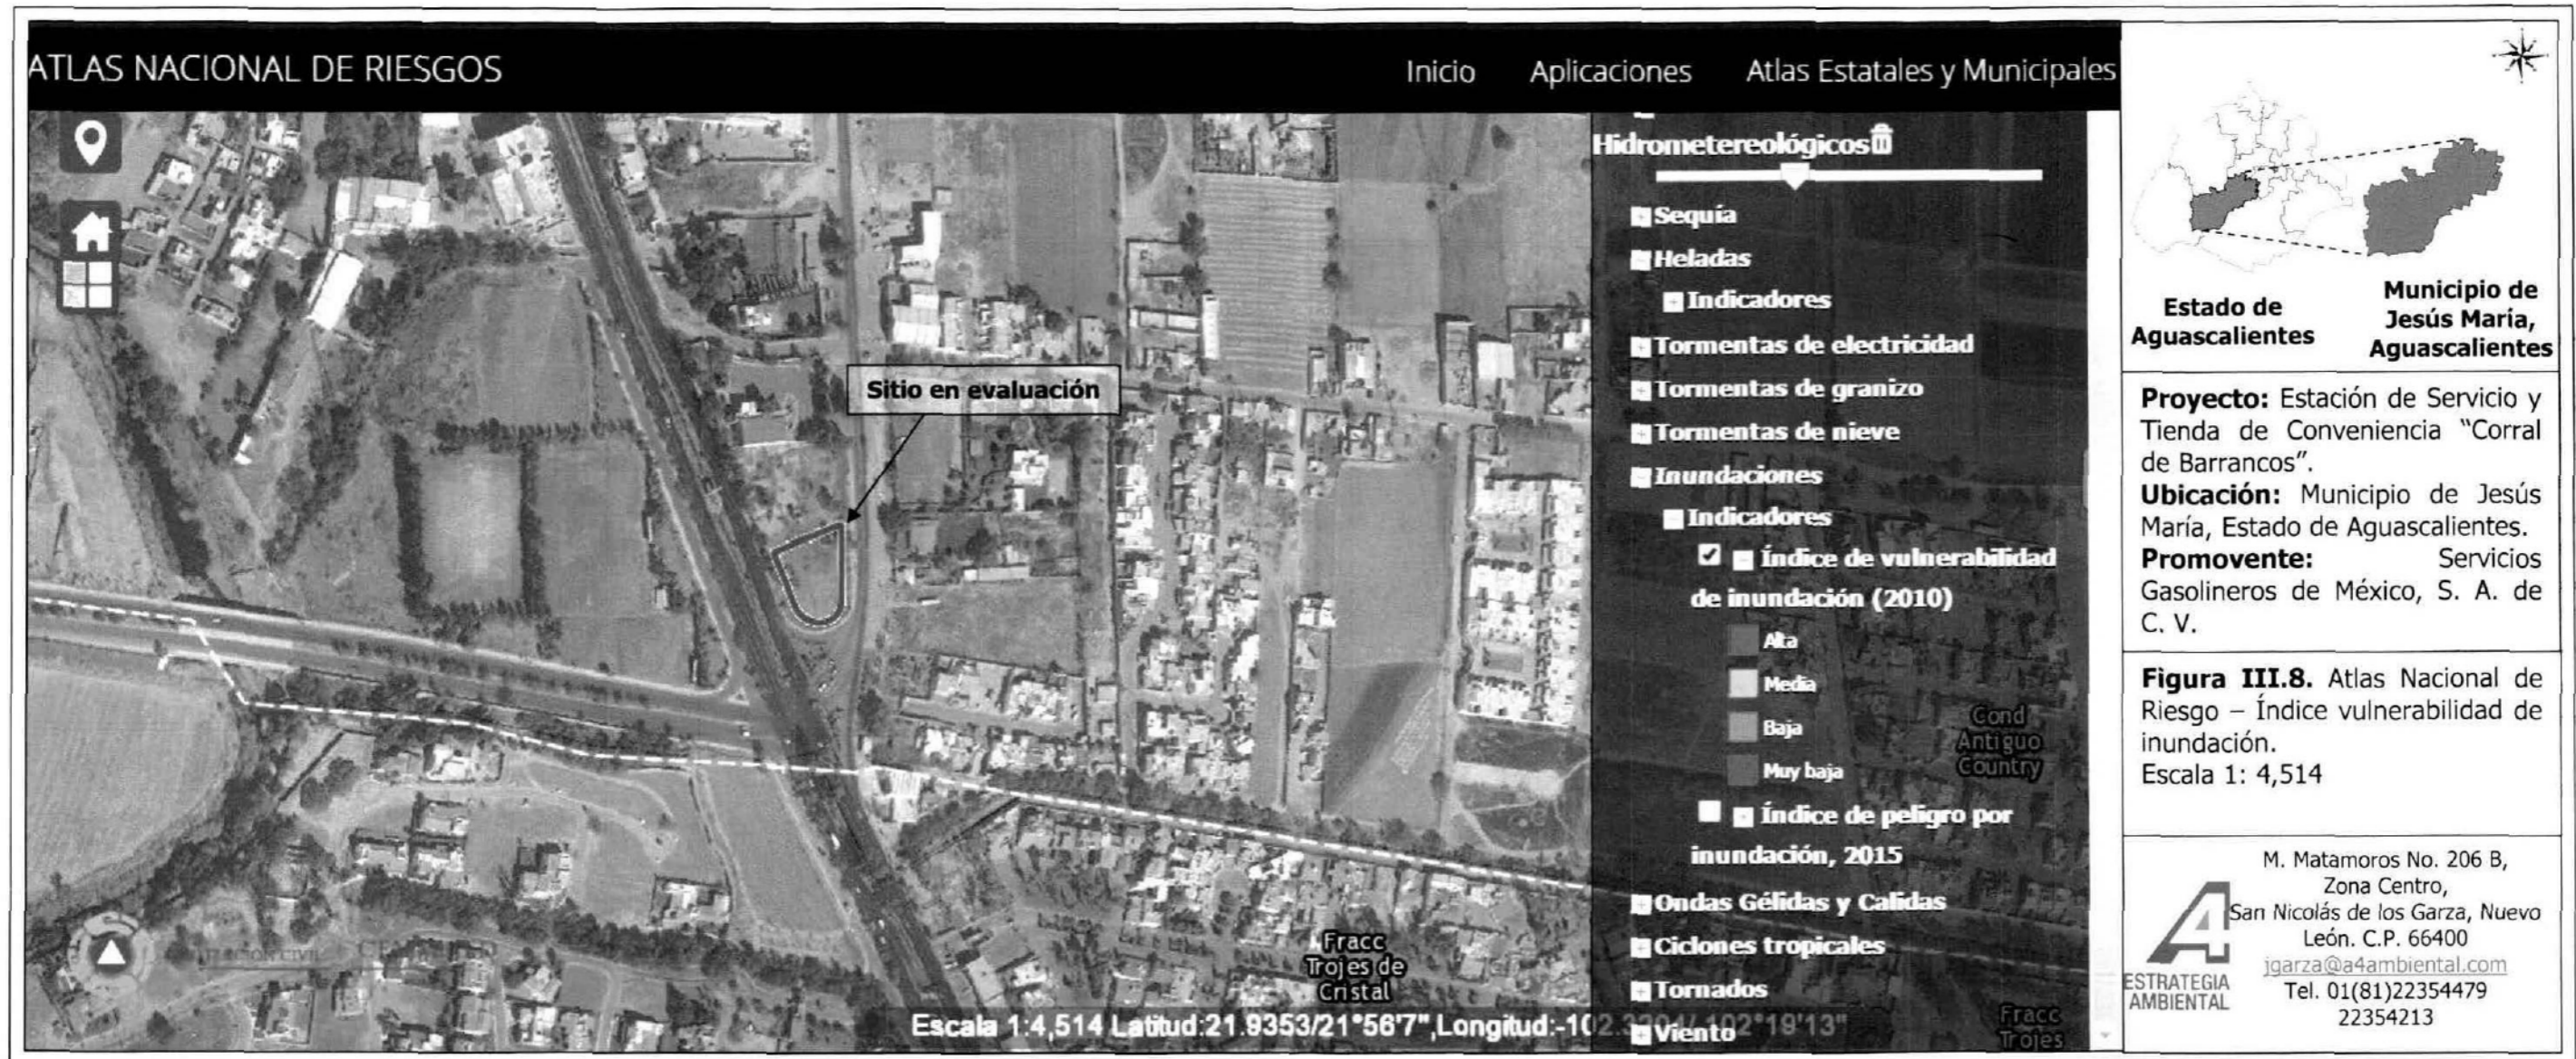 ATLAS NACIONAL DE RIESGOS
Inicio Aplicaciones Atlas Estatales y Municipales
Sitio en evaluación
Hidrometereológicos
Sequía
Heladas
Indicadores
Tormentas de electricidad
Tormentas de granizo
Tormentas de nieve
Inundaciones
Indicadores
Índice de vulnerabilidad
de inundación (2010)
Alta
Media
Baja
Muy baja
Índice de peligro por
inundación, 2015
Ondas Gélidas y Calidas
Ciclones tropicales
Tornados
Viento
Cond
Antiguo
Country
Fracc
Trojes de
Cristal
Fracc
Trojes
Escala 1:4,514 Latitud:21.9353/21°56'7",Longitud:-102°19'13"
Estado de
Aguascalientes
Municipio de
Jesús Maria,
Aguascalientes
Proyecto: Estación de Servicio y
Tienda de Conveniencia "Corral
de Barrancos".
Ubicación: Municipio de Jesús
María, Estado de Aguascalientes.
Promovente: Servicios
Gasolineros de México, S. A. de
C. V.
Figura III.8. Atlas Nacional de
Riesgo – Índice vulnerabilidad de
inundación.
Escala 1: 4,514
ESTRATEGIA
AMBIENTAL
M. Matamoros No. 206 B,
Zona Centro,
San Nicolás de los Garza, Nuevo
León. C.P. 66400
jgarza@a4ambiental.com
Tel. 01(81)22354479
22354213